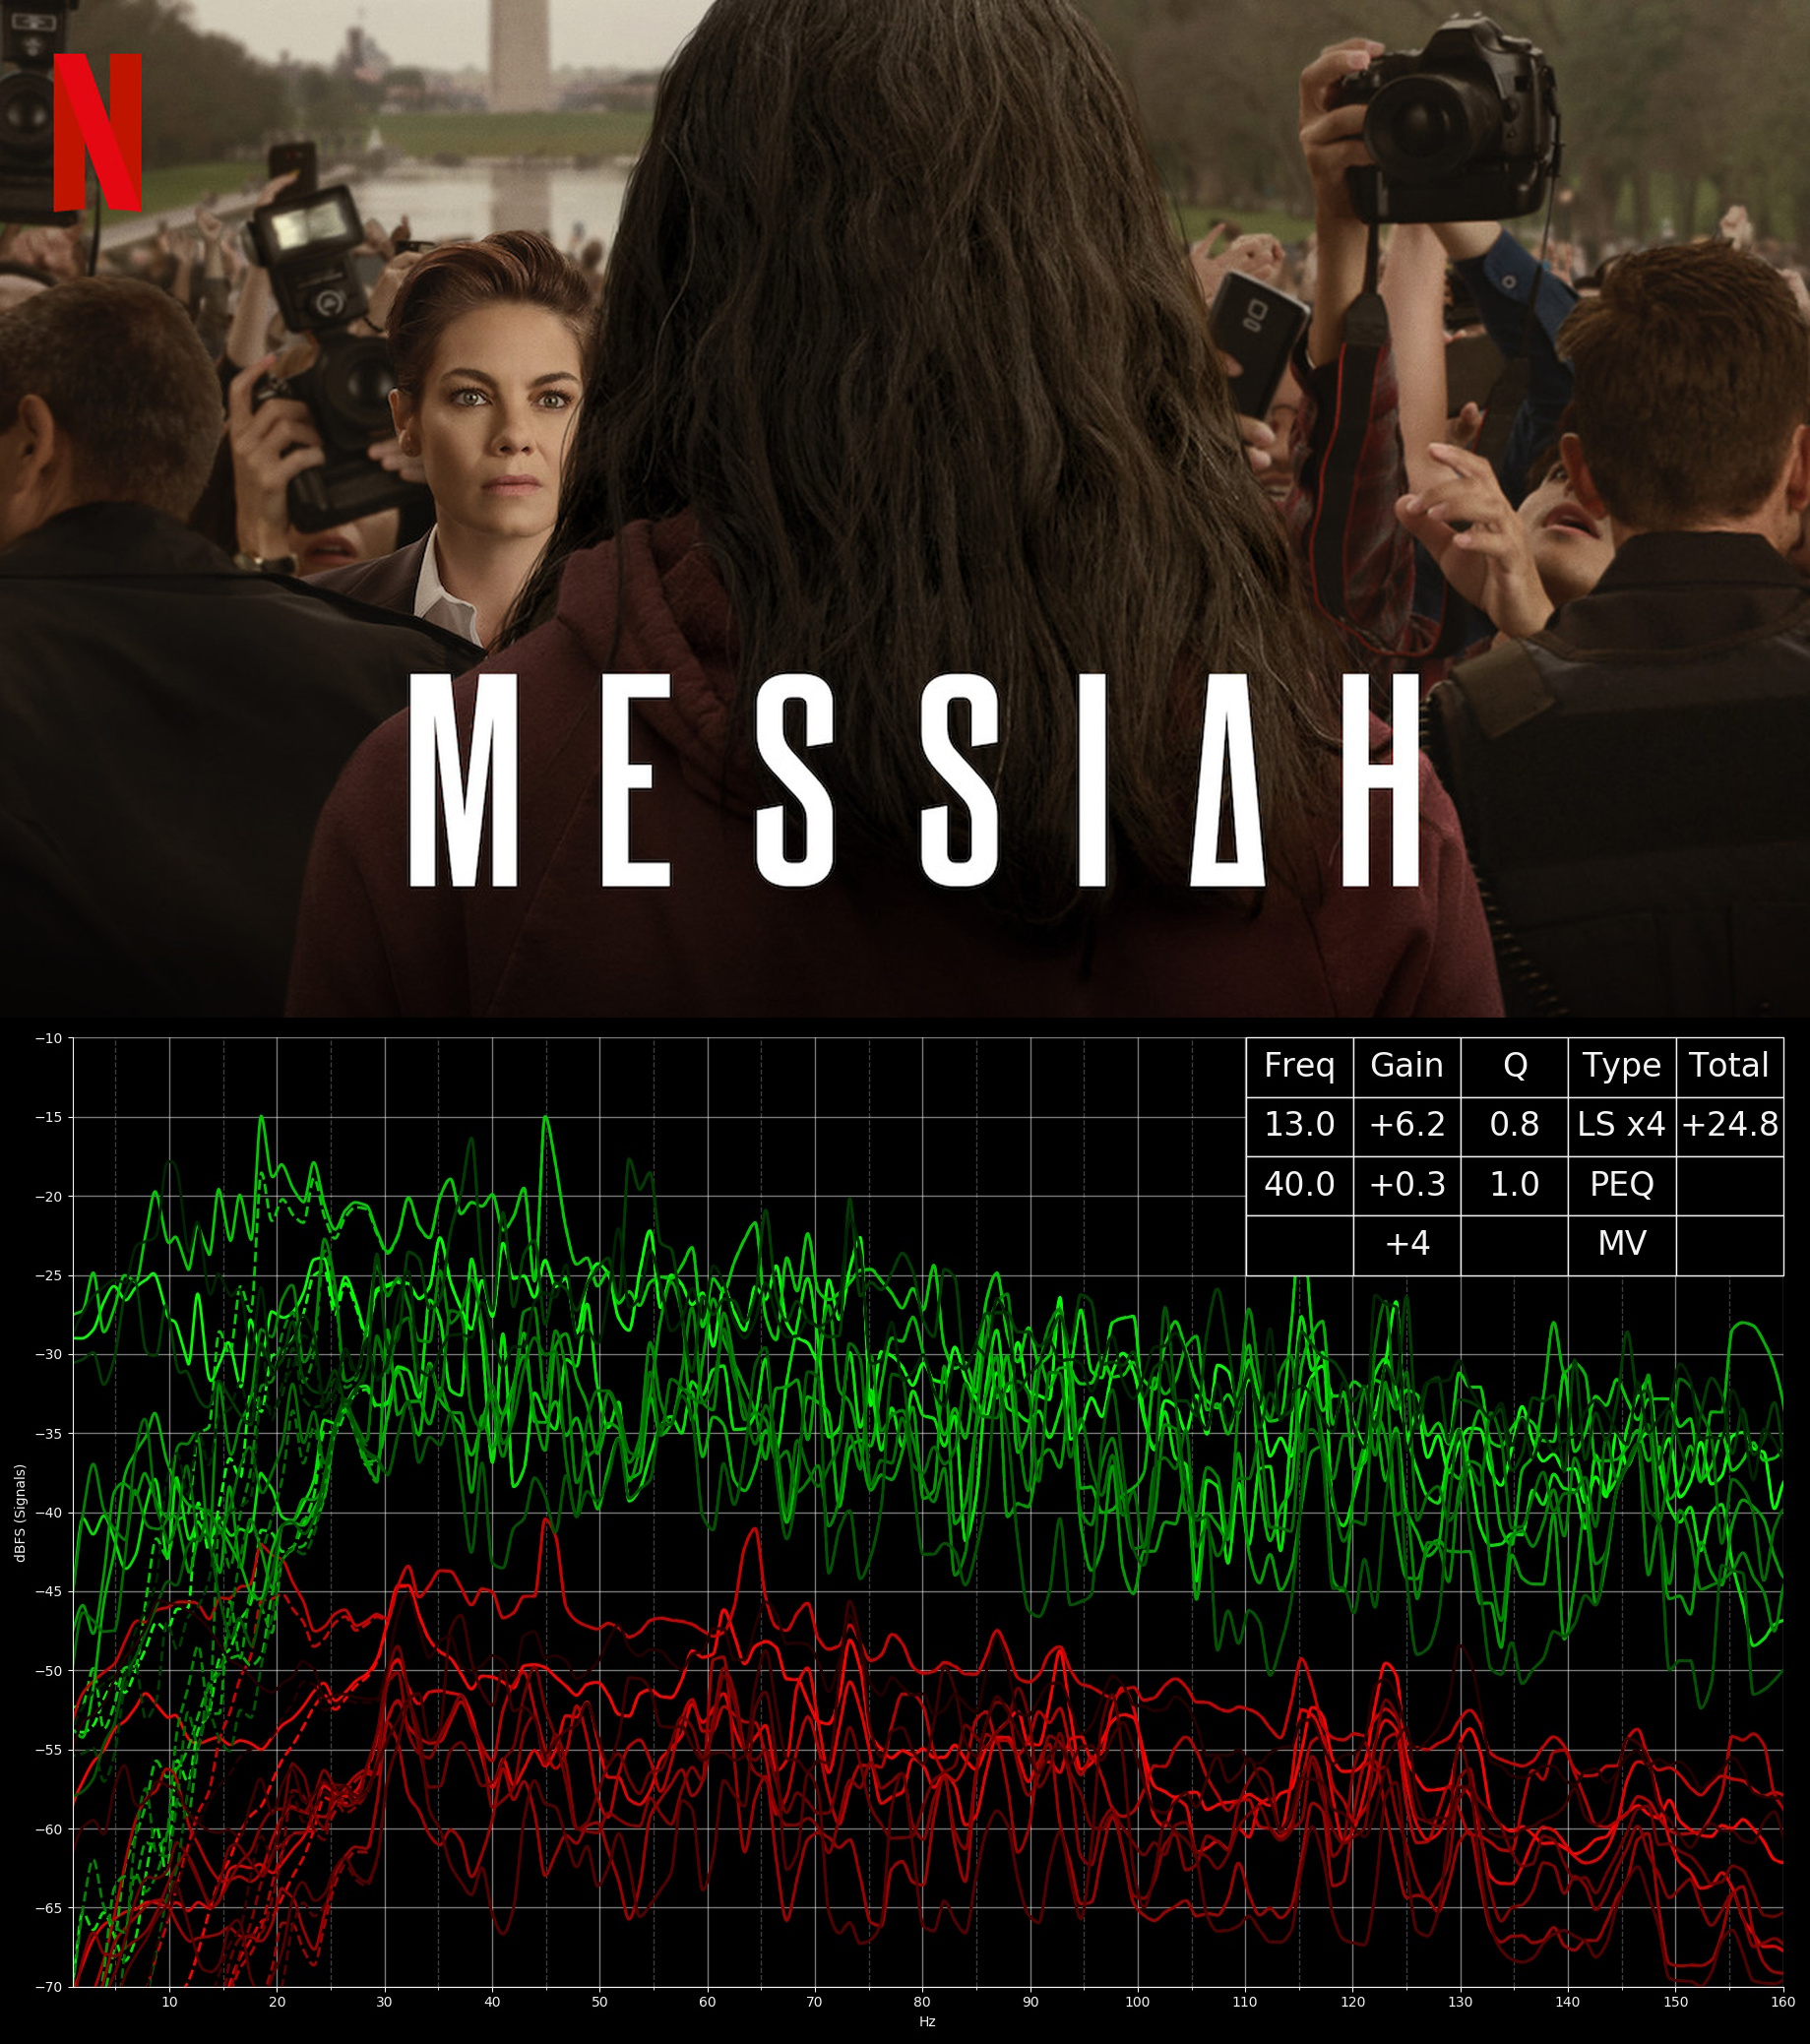 N
MESSIAH
Freq Gain Q Type Total
13.0 +6.2 0.8 LS x4 +24.8
40.0 +0.3 1.0 PEQ
+4 MV
−10
−15
−20
−25
−30
−35
−40
−45
−50
−55
−60
−65
−70
dBFS (Signals)
10 20 30 40 50 60 70 80 90 100 110 120 130 140 150 160
Hz